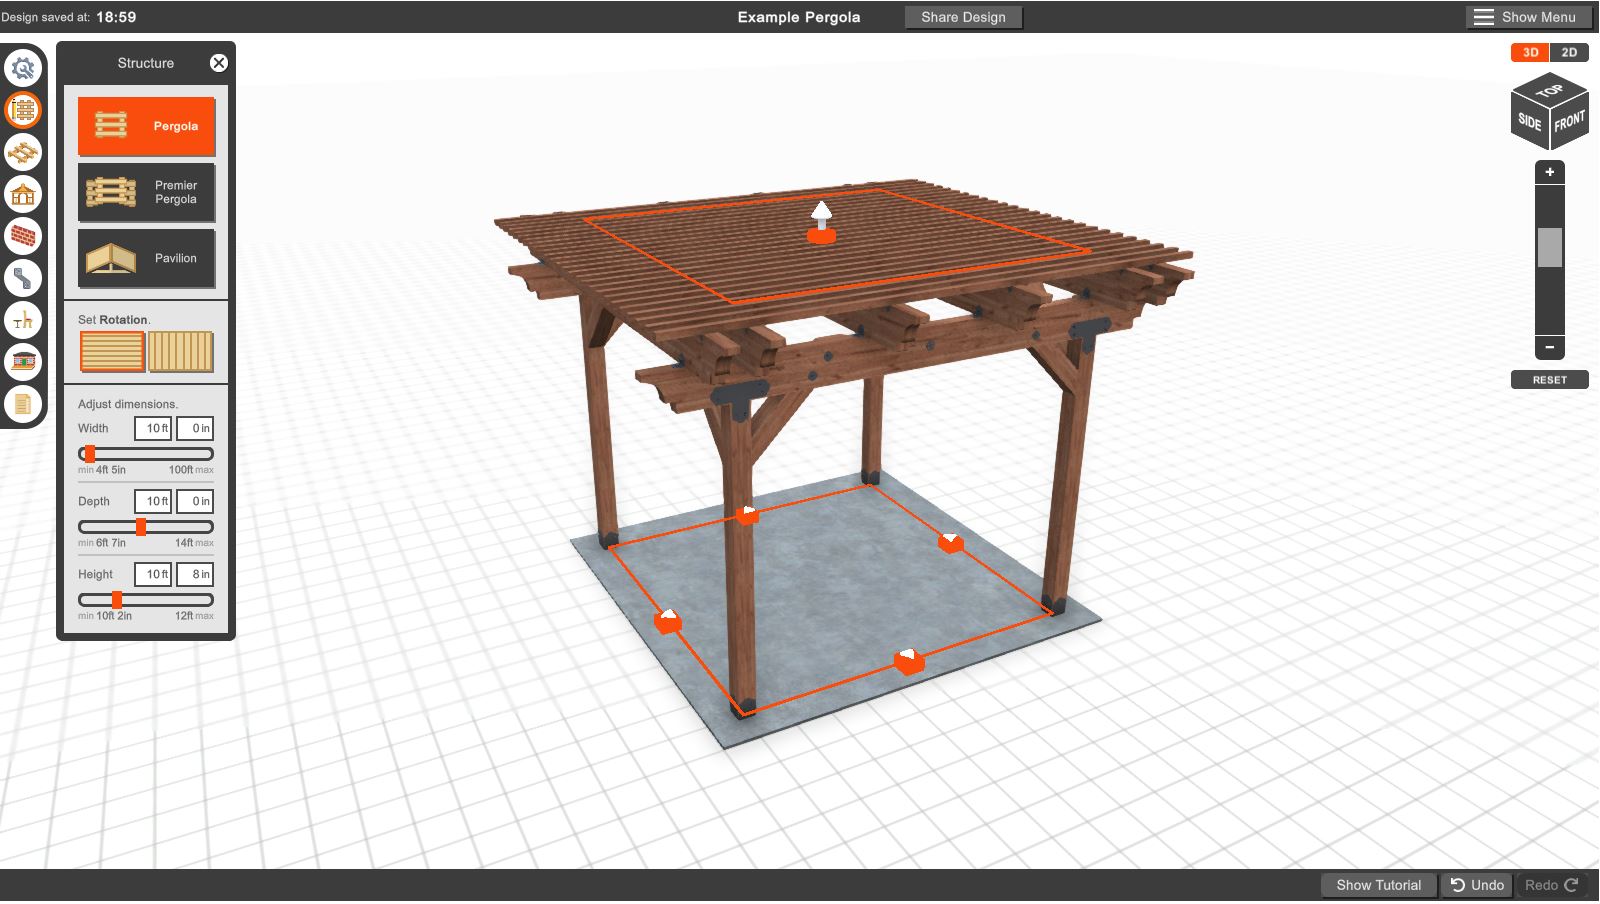 Design saved at: 18:59
Example Pergola
Share Design
Show Menu
Structure
Pergola
Premier
Pergola
Pavilion
Set Rotation.
Adjust dimensions.
Width 10 ft 0 in
min 4ft 5in 100ft max
Depth 10 ft 0 in
min 6ft 7in 14ft max
Height 10 ft 8 in
min 10ft 2in 12ft max
3D 2D
TOP
SIDE FRONT
+
−
RESET
Show Tutorial
Undo
Redo